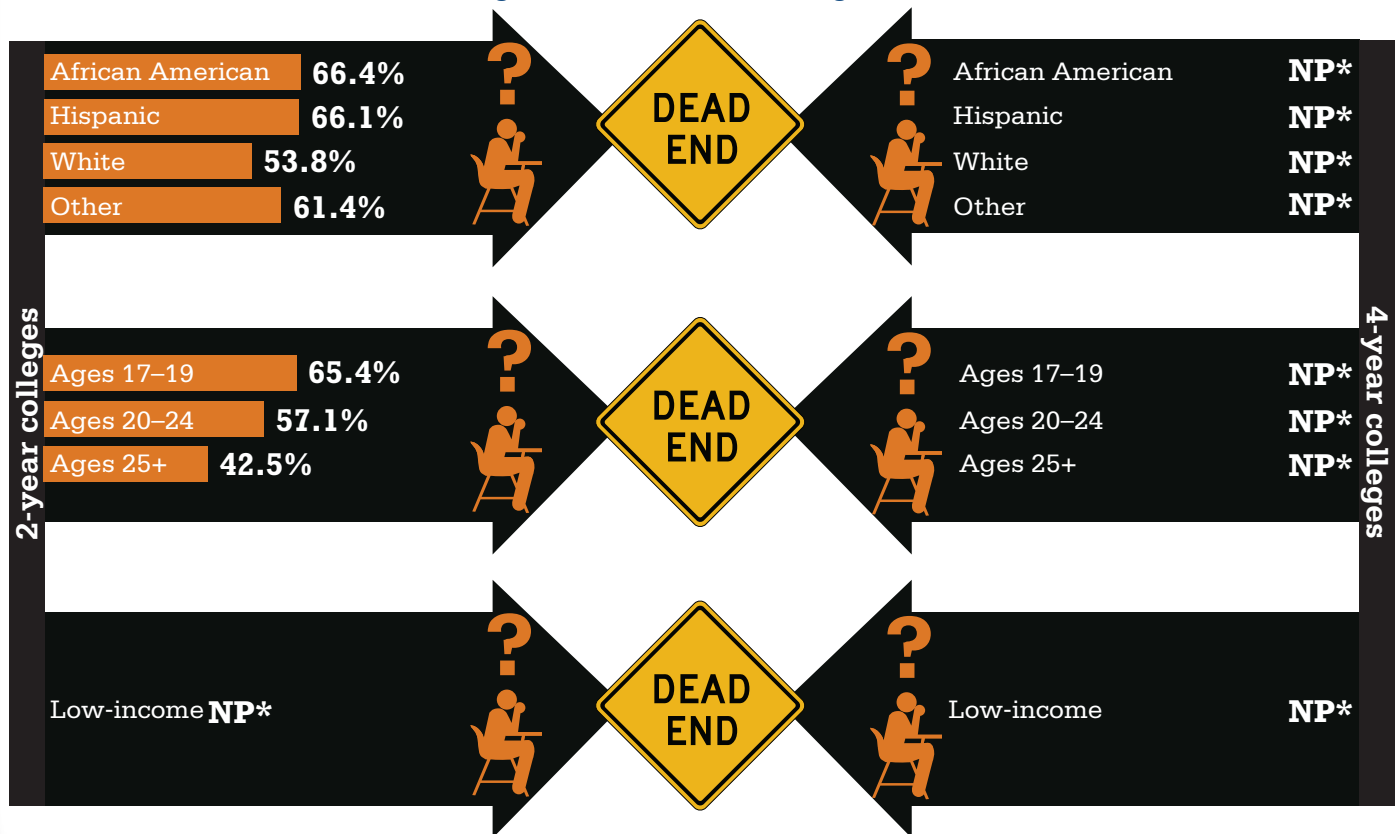 2-year colleges
African American 66.4%
Hispanic 66.1%
White 53.8%
Other 61.4%
?
DEAD
END
?
African American NP*
Hispanic NP*
White NP*
Other NP*
Ages 17–19 65.4%
Ages 20–24 57.1%
Ages 25+ 42.5%
?
DEAD
END
?
Ages 17–19 NP*
Ages 20–24 NP*
Ages 25+ NP*
Low-income NP*
?
DEAD
END
?
Low-income NP*
4-year colleges